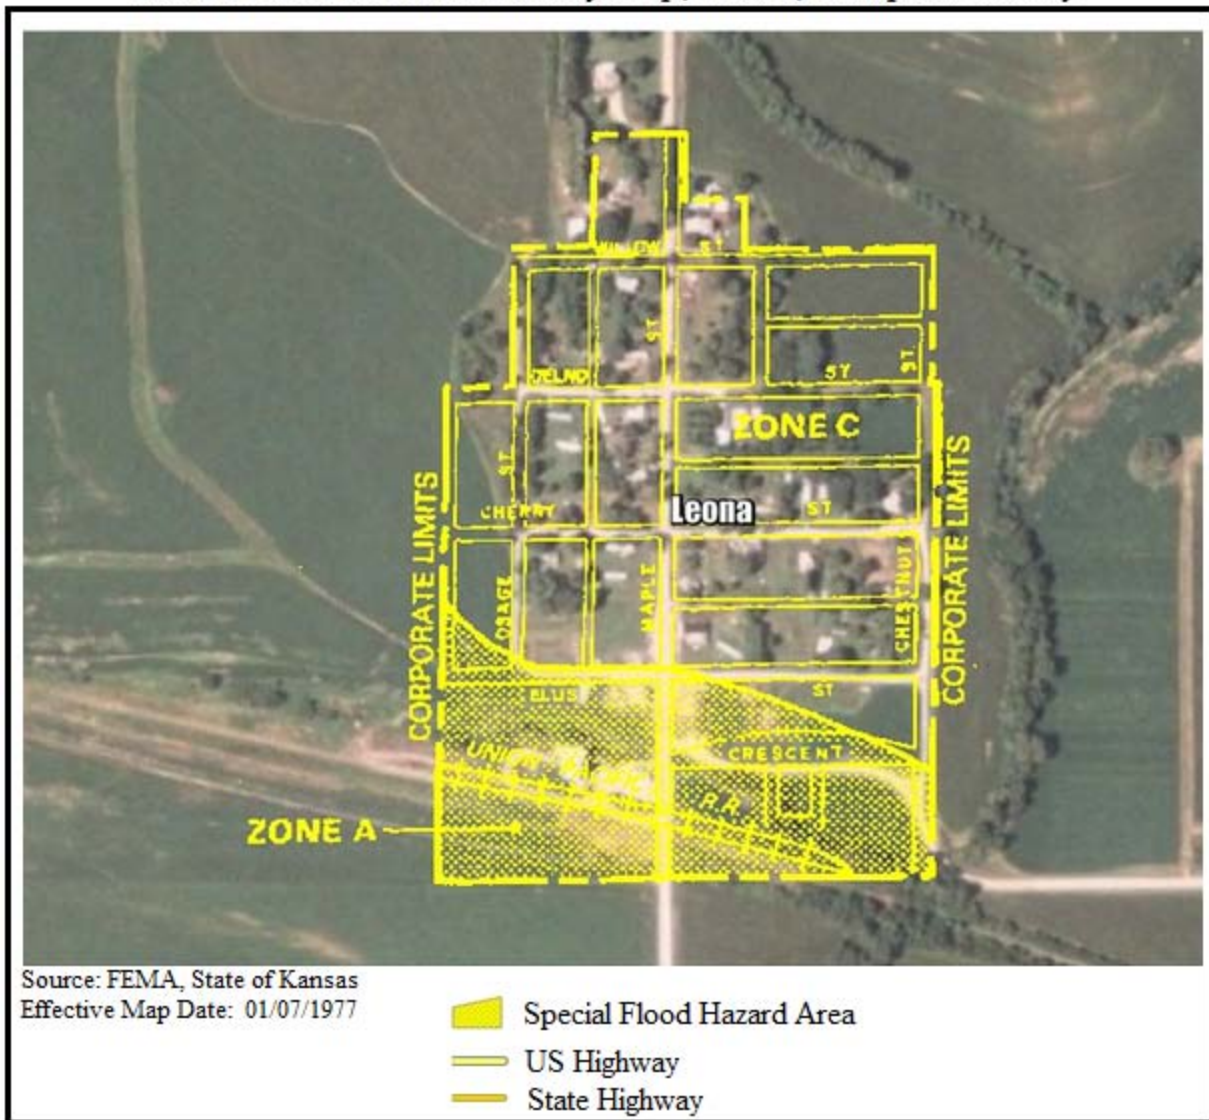 WILLOW ST
ST
ST
ST
ZONE C
ST
CHERRY
Leona
ST
CORPORATE LIMITS
CORPORATE LIMITS
OSAGE
MAPLE
CHESTNUT
ELLIS
ST
CRESCENT
UNION
R.R.
ZONE A
Source: FEMA, State of Kansas
Effective Map Date: 01/07/1977
Special Flood Hazard Area
US Highway
State Highway